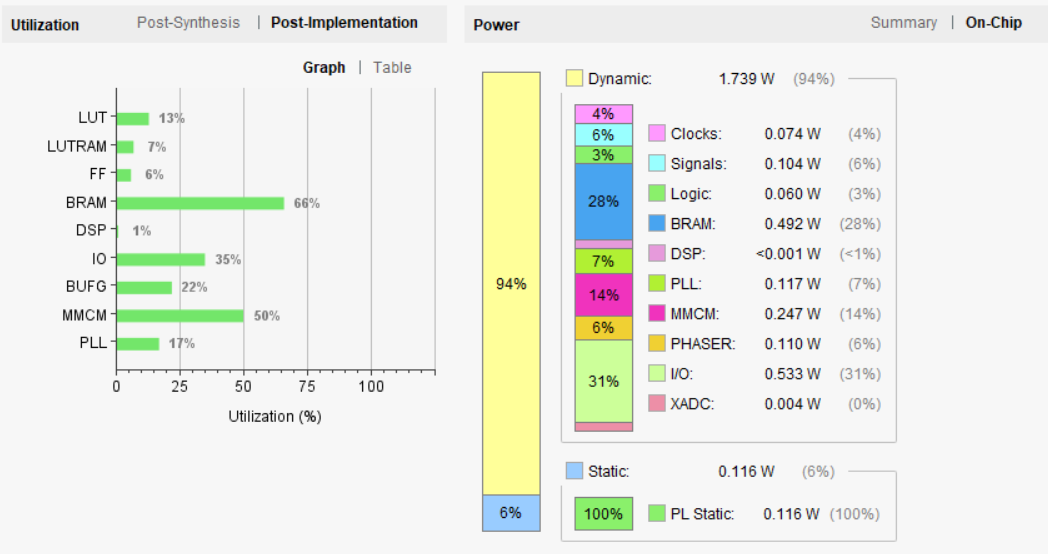 Utilization Post-Synthesis | Post-Implementation
Graph | Table
LUT 13%
LUTRAM 7%
FF 6%
BRAM 66%
DSP 1%
IO 35%
BUFG 22%
MMCM 50%
PLL 17%
0 25 50 75 100
Utilization (%)
Power Summary | On-Chip
94%
6%
Dynamic: 1.739 W (94%)
4% Clocks: 0.074 W (4%)
6% Signals: 0.104 W (6%)
3% Logic: 0.060 W (3%)
28% BRAM: 0.492 W (28%)
DSP: <0.001 W (<1%)
7% PLL: 0.117 W (7%)
14% MMCM: 0.247 W (14%)
6% PHASER: 0.110 W (6%)
31% I/O: 0.533 W (31%)
XADC: 0.004 W (0%)
Static: 0.116 W (6%)
100% PL Static: 0.116 W (100%)